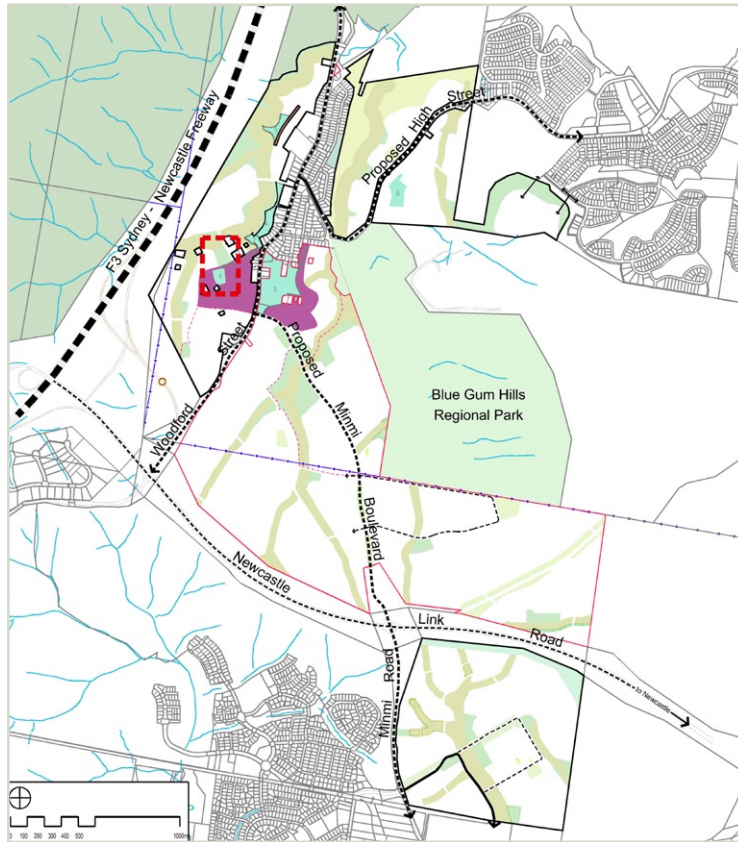 F3 Sydney - Newcastle Freeway
Proposed High
Street
Woodford
Street
Proposed
Minmi
Boulevard
Blue Gum Hills
Regional Park
Newcastle
Link
Road
Minmi
Road
to Newcastle
0 100 200 300 400 500 1000m